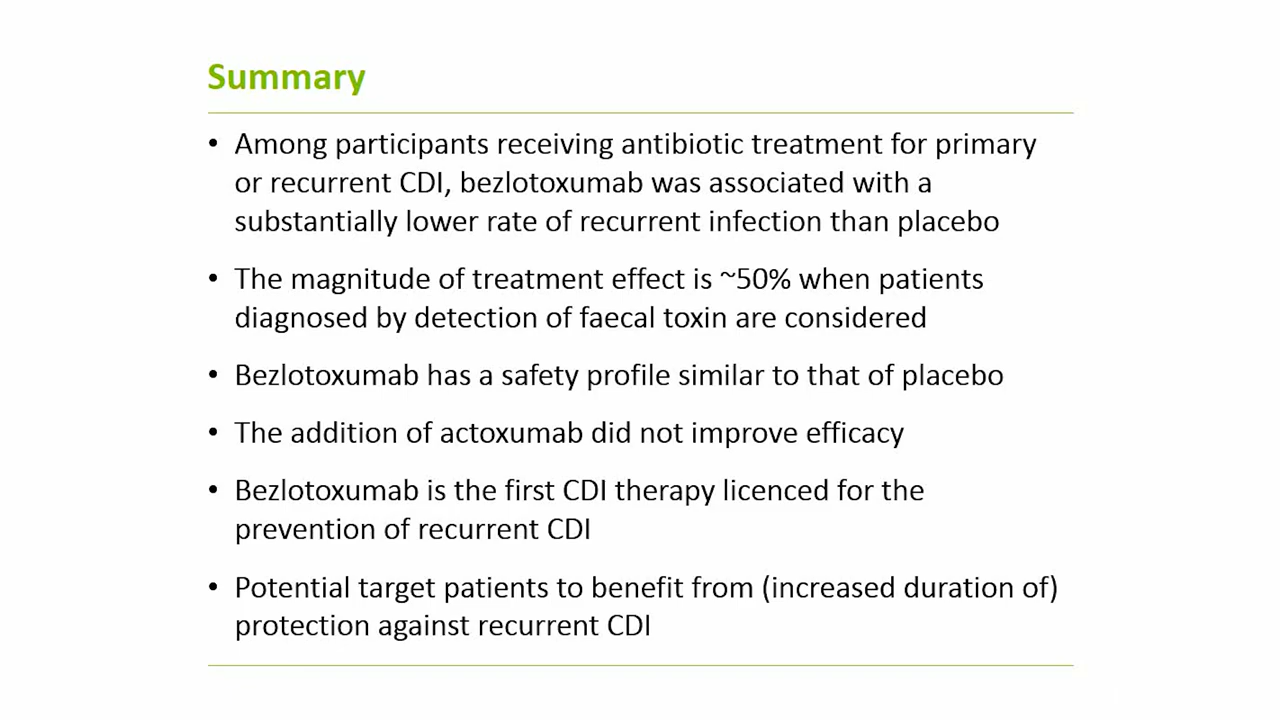 Summary
• Among participants receiving antibiotic treatment for primary
or recurrent CDI, bezlotoxumab was associated with a
substantially lower rate of recurrent infection than placebo
• The magnitude of treatment effect is ~50% when patients
diagnosed by detection of faecal toxin are considered
• Bezlotoxumab has a safety profile similar to that of placebo
• The addition of actoxumab did not improve efficacy
• Bezlotoxumab is the first CDI therapy licenced for the
prevention of recurrent CDI
• Potential target patients to benefit from (increased duration of)
protection against recurrent CDI